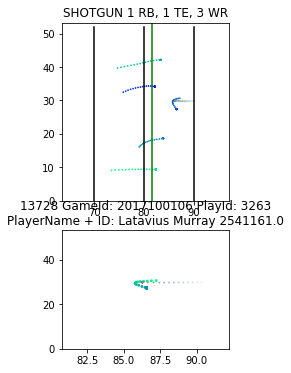 SHOTGUN 1 RB, 1 TE, 3 WR
50
40
30
20
10
0
70 80 90
13728 GameId: 2017100106 PlayId: 3263
PlayerName + ID: Latavius Murray 2541161.0
40
20
0
82.5 85.0 87.5 90.0